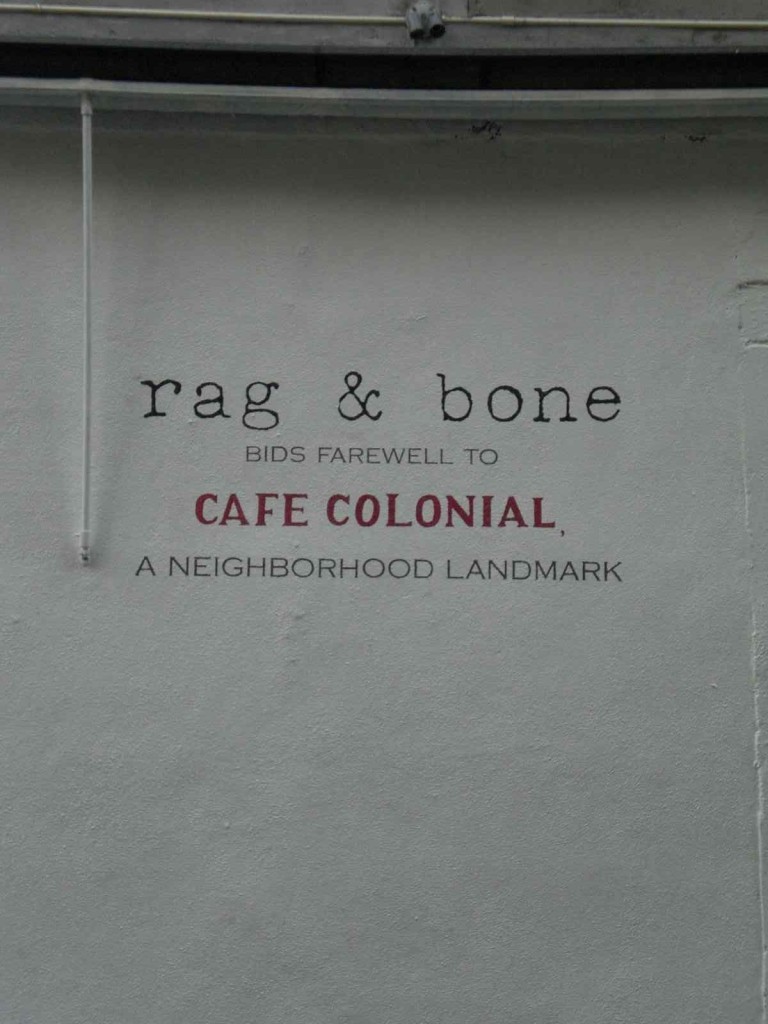 rag & bone
BIDS FAREWELL TO
CAFE COLONIAL,
A NEIGHBORHOOD LANDMARK